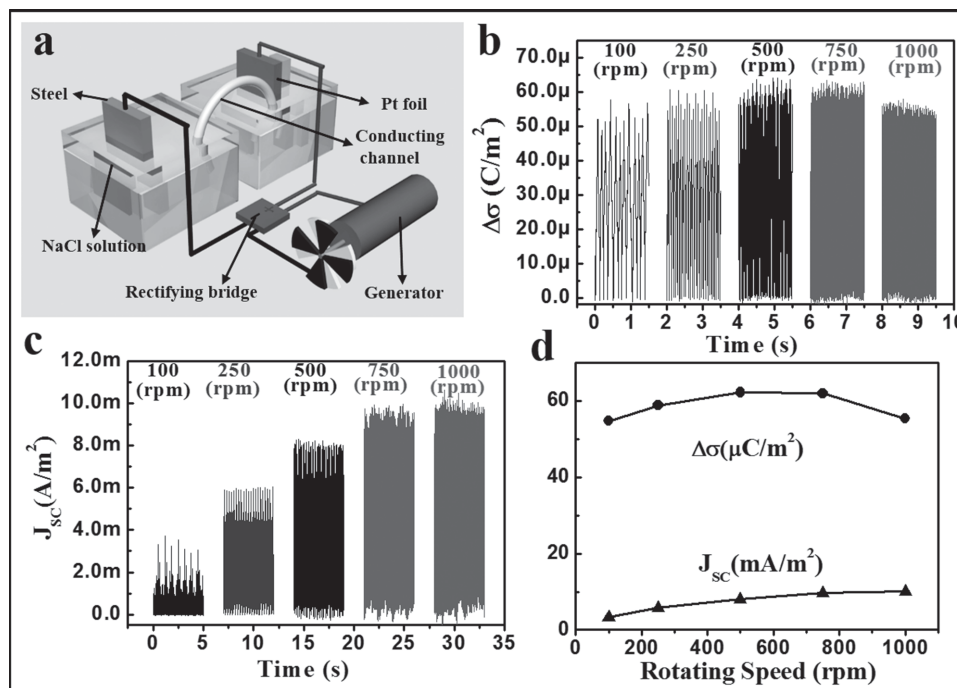 a
Steel
Pt foil
Conducting
channel
NaCl solution
Rectifying bridge
Generator
b
100 250 500 750 1000
(rpm) (rpm) (rpm) (rpm) (rpm)
70.0μ
60.0μ
50.0μ
40.0μ
30.0μ
20.0μ
10.0μ
0.0
Δσ (C/m²)
0 1 2 3 4 5 6 7 8 9 10
Time (s)
c
100 250 500 750 1000
(rpm) (rpm) (rpm) (rpm) (rpm)
12.0m
10.0m
8.0m
6.0m
4.0m
2.0m
0.0
J_SC(A/m²)
0 5 10 15 20 25 30 35
Time (s)
d
60
40
20
0
Δσ(μC/m²)
J_SC(mA/m²)
0 200 400 600 800 1000
Rotating Speed (rpm)